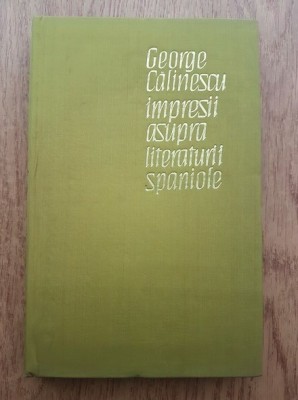 George
Călinescu
impresii
asupra
literaturii
spaniole